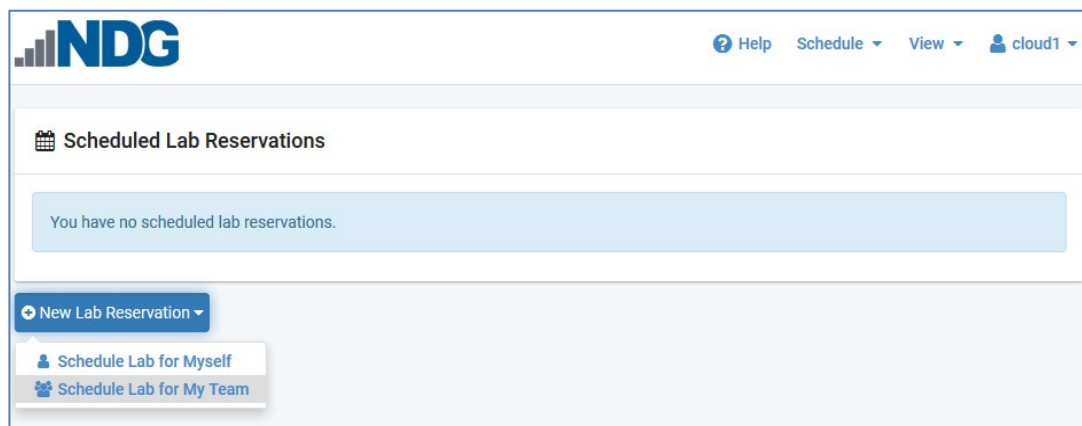 NDG
Help Schedule View cloud1
Scheduled Lab Reservations
You have no scheduled lab reservations.
New Lab Reservation
Schedule Lab for Myself
Schedule Lab for My Team